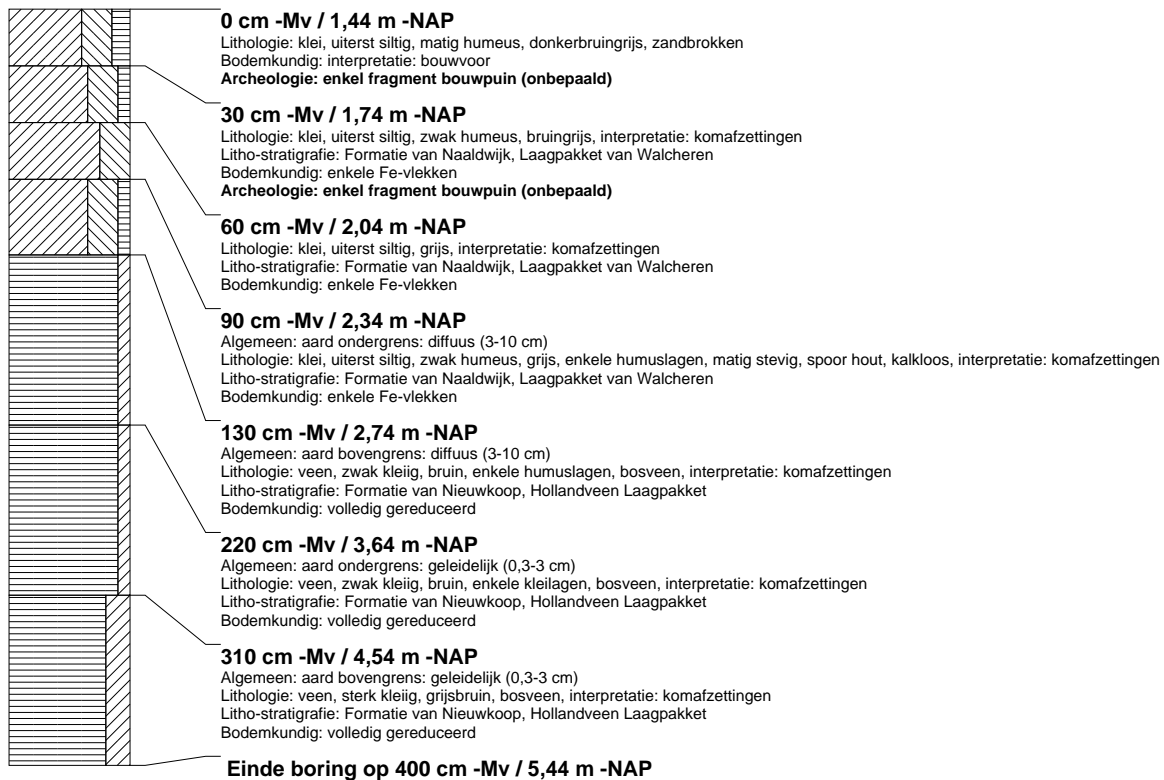 0 cm -Mv / 1,44 m -NAP
Lithologie: klei, uiterst siltig, matig humeus, donkerbruingrijs, zandbrokken
Bodemkundig: interpretatie: bouwvoor
Archeologie: enkel fragment bouwpuin (onbepaald)
30 cm -Mv / 1,74 m -NAP
Lithologie: klei, uiterst siltig, zwak humeus, bruingrijs, interpretatie: komafzettingen
Litho-stratigrafie: Formatie van Naaldwijk, Laagpakket van Walcheren
Bodemkundig: enkele Fe-vlekken
Archeologie: enkel fragment bouwpuin (onbepaald)
60 cm -Mv / 2,04 m -NAP
Lithologie: klei, uiterst siltig, grijs, interpretatie: komafzettingen
Litho-stratigrafie: Formatie van Naaldwijk, Laagpakket van Walcheren
Bodemkundig: enkele Fe-vlekken
90 cm -Mv / 2,34 m -NAP
Algemeen: aard ondergrens: diffuus (3-10 cm)
Lithologie: klei, uiterst siltig, zwak humeus, grijs, enkele humuslagen, matig stevig, spoor hout, kalkloos, interpretatie: komafzettingen
Litho-stratigrafie: Formatie van Naaldwijk, Laagpakket van Walcheren
Bodemkundig: enkele Fe-vlekken
130 cm -Mv / 2,74 m -NAP
Algemeen: aard bovengrens: diffuus (3-10 cm)
Lithologie: veen, zwak kleiig, bruin, enkele humuslagen, bosveen, interpretatie: komafzettingen
Litho-stratigrafie: Formatie van Nieuwkoop, Hollandveen Laagpakket
Bodemkundig: volledig gereduceerd
220 cm -Mv / 3,64 m -NAP
Algemeen: aard ondergrens: geleidelijk (0,3-3 cm)
Lithologie: veen, zwak kleiig, bruin, enkele kleilagen, bosveen, interpretatie: komafzettingen
Litho-stratigrafie: Formatie van Nieuwkoop, Hollandveen Laagpakket
Bodemkundig: volledig gereduceerd
310 cm -Mv / 4,54 m -NAP
Algemeen: aard bovengrens: geleidelijk (0,3-3 cm)
Lithologie: veen, sterk kleiig, grijsbruin, bosveen, interpretatie: komafzettingen
Litho-stratigrafie: Formatie van Nieuwkoop, Hollandveen Laagpakket
Bodemkundig: volledig gereduceerd
Einde boring op 400 cm -Mv / 5,44 m -NAP